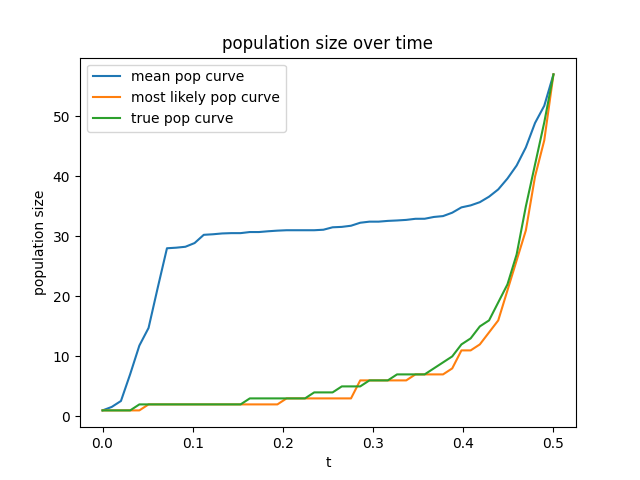 population size over time
mean pop curve
most likely pop curve
true pop curve
population size
50
40
30
20
10
0
0.0 0.1 0.2 0.3 0.4 0.5
t